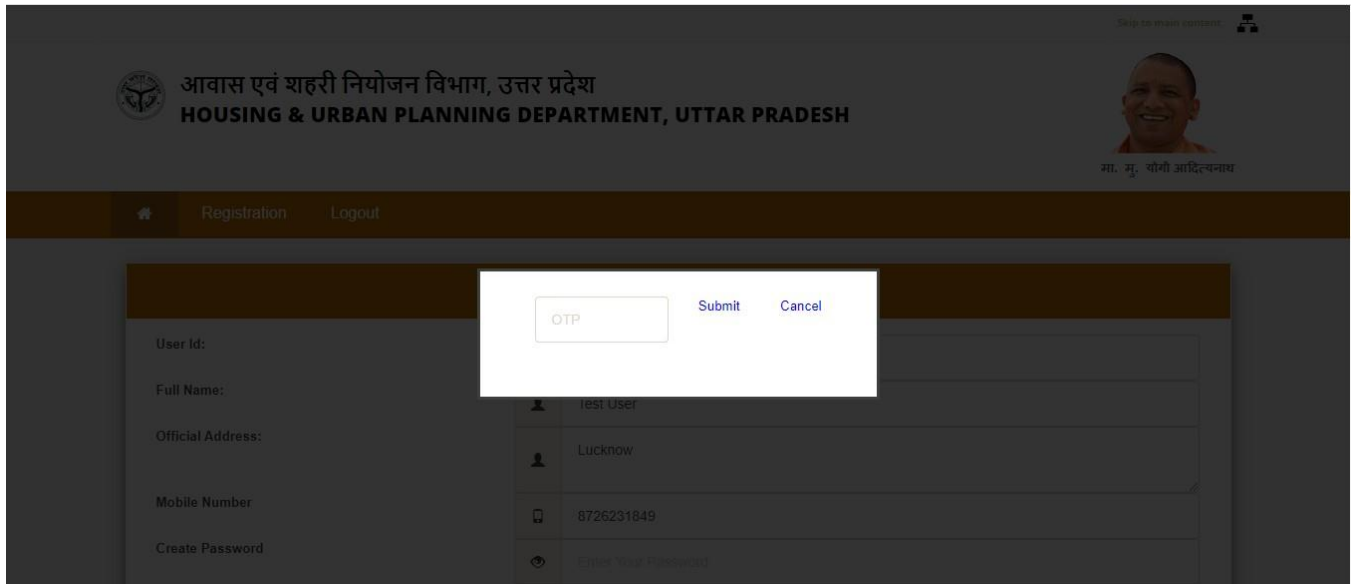 Skip to main content
आवास एवं शहरी नियोजन विभाग, उत्तर प्रदेश
HOUSING & URBAN PLANNING DEPARTMENT, UTTAR PRADESH
मा. मु. योगी आदित्यनाथ
Registration Logout
OTP Submit Cancel
User Id:
Full Name: Test User
Official Address: Lucknow
Mobile Number 8726231849
Create Password Enter Your Password